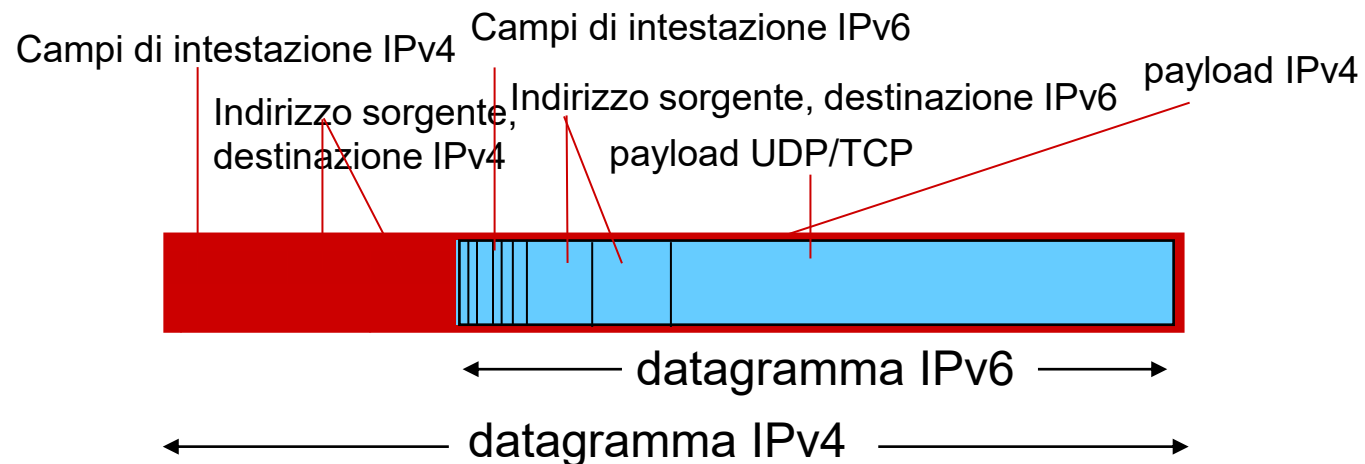 Campi di intestazione IPv4
Campi di intestazione IPv6
payload IPv4
Indirizzo sorgente,
destinazione IPv4
Indirizzo sorgente, destinazione IPv6
payload UDP/TCP
datagramma IPv6
datagramma IPv4